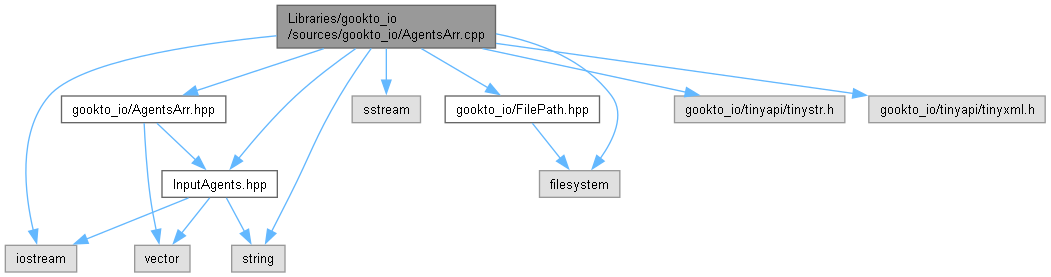 Libraries/gookto_io
/sources/gookto_io/AgentsArr.cpp
gookto_io/AgentsArr.hpp
sstream
gookto_io/FilePath.hpp
gookto_io/tinyapi/tinystr.h
gookto_io/tinyapi/tinyxml.h
InputAgents.hpp
filesystem
iostream
vector
string